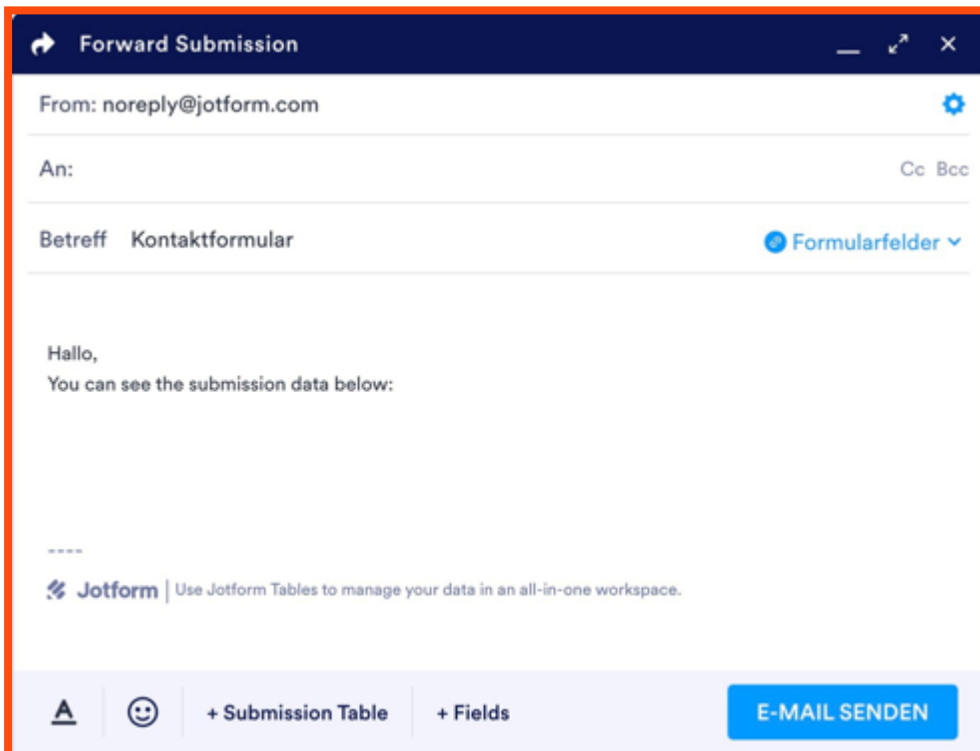 Forward Submission
From: noreply@jotform.com
An: Cc Bcc
Betreff Kontaktformular Formularfelder
Hallo,
You can see the submission data below:
----
Jotform | Use Jotform Tables to manage your data in an all-in-one workspace.
A + Submission Table + Fields E-MAIL SENDEN